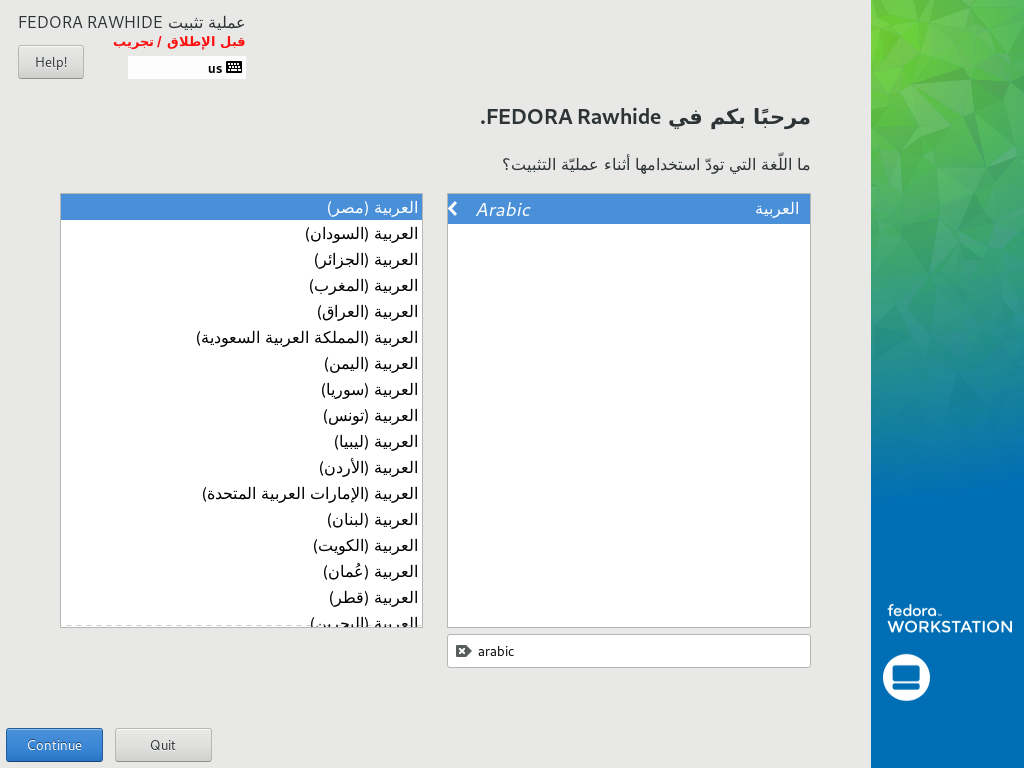 عملية تثبيت FEDORA RAWHIDE
قبل الإطلاق / تجريب
us
Help!
مرحبًا بكم في FEDORA Rawhide.
ما اللّغة التي تودّ استخدامها أثناء عمليّة التثبيت؟
العربية Arabic
العربية (مصر)
العربية (السودان)
العربية (الجزائر)
العربية (المغرب)
العربية (العراق)
العربية (المملكة العربية السعودية)
العربية (اليمن)
العربية (سوريا)
العربية (تونس)
العربية (ليبيا)
العربية (الأردن)
العربية (الإمارات العربية المتحدة)
العربية (لبنان)
العربية (الكويت)
العربية (عُمان)
العربية (قطر)
العربية (البحرين)
arabic
fedora™
WORKSTATION
Continue
Quit